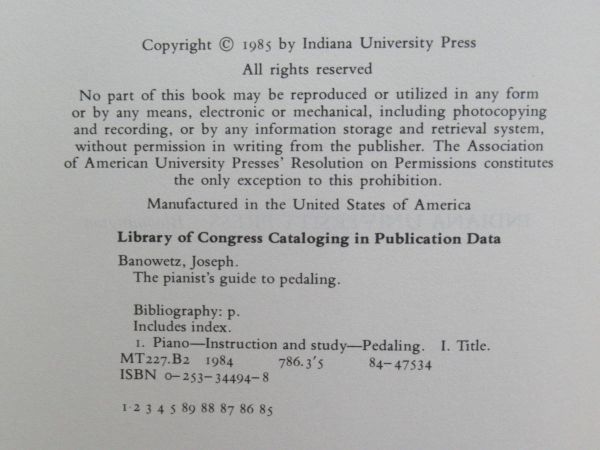 Copyright © 1985 by Indiana University Press
All rights reserved
No part of this book may be reproduced or utilized in any form
or by any means, electronic or mechanical, including photocopying
and recording, or by any information storage and retrieval system,
without permission in writing from the publisher. The Association
of American University Presses' Resolution on Permissions constitutes
the only exception to this prohibition.
Manufactured in the United States of America
Library of Congress Cataloging in Publication Data
Banowetz, Joseph.
The pianist's guide to pedaling.
Bibliography: p.
Includes index.
1. Piano—Instruction and study—Pedaling. I. Title.
MT227.B2 1984 786.3'5 84-47534
ISBN 0-253-34494-8
1 2 3 4 5 89 88 87 86 85